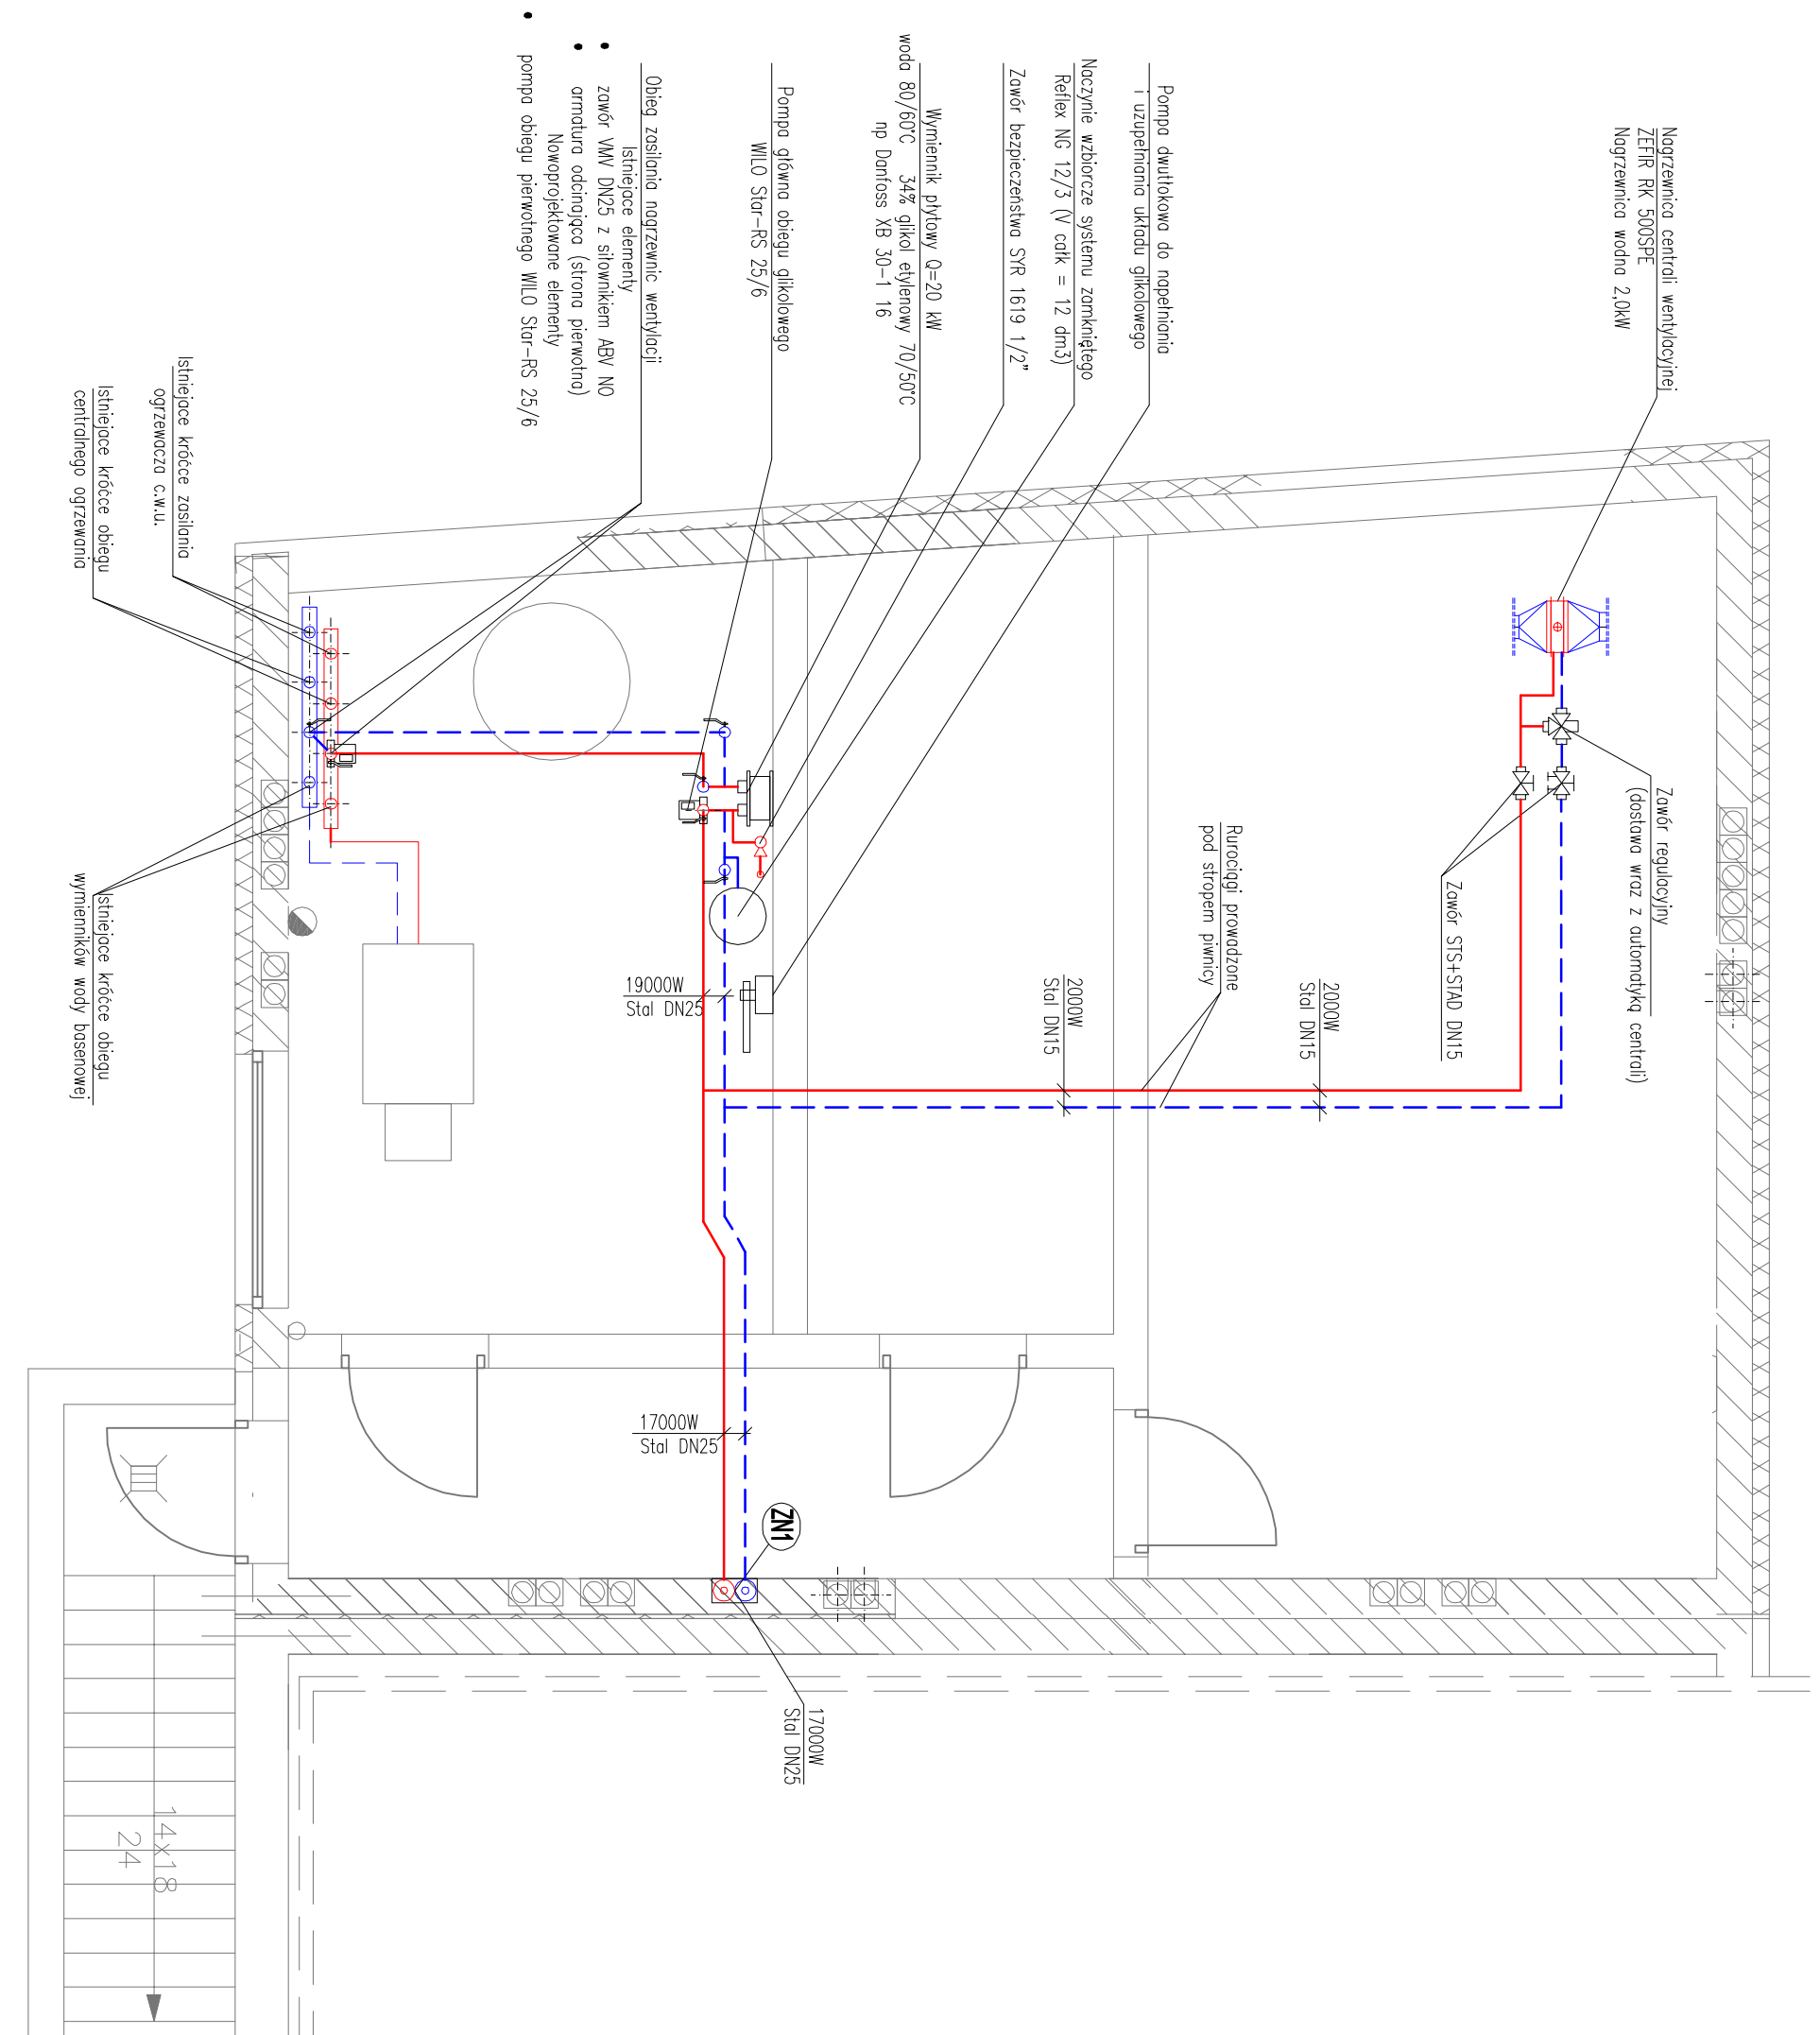 Nagrzewnica centrali wentylacyjnej
ZEFIR RK 500SPE
Nagrzewnica wodna 2,0kW
Pompa dwutłokowa do napełniania
i uzupełniania układu glikolowego
Naczynie wzbiorcze systemu zamkniętego
Reflex NG 12/3 (V całk = 12 dm3)
Zawór bezpieczeństwa SYR 1619 1/2"
Wymiennik płytowy Q=20 kW
woda 80/60°C 34% glikol etylenowy 70/50°C
np Danfoss XB 30-1 16
Pompa główna obiegu glikolowego
WILO Star-RS 25/6
Obieg zasilania nagrzewnic wentylacji
Istniejące elementy
• zawór VMV DN25 z siłownikiem ABV NO
• armatura odcinająca (strona pierwotna)
Nowoprojektowane elementy
• pompa obiegu pierwotnego WILO Star-RS 25/6
Istniejace króćce zasilania
ogrzewacza c.w.u.
Istniejace króćce obiegu
centralnego ogrzewania
Zawór regulacyjny
(dostawa wraz z automatyką centrali)
Zawór STS+STAD DN15
Rurociągi prowadzone
pod stropem piwnicy
Istniejace króćce obiegu
wymienników wody basenowej
2000W
Stal DN15
2000W
Stal DN15
19000W
Stal DN25
17000W
Stal DN25
ZN1
17000W
Stal DN25
14x18
24